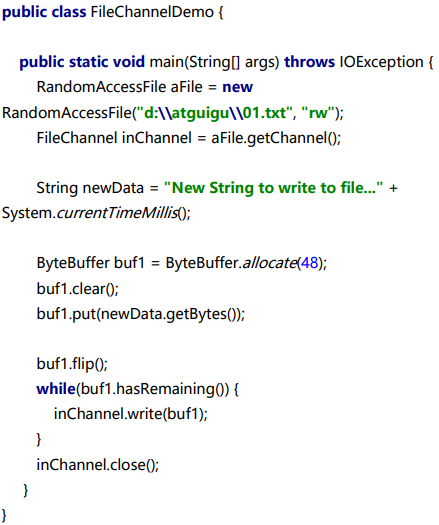 public class FileChannelDemo {
public static void main(String[] args) throws IOException {
RandomAccessFile aFile = new
RandomAccessFile("d:\\atguigu\\01.txt", "rw");
FileChannel inChannel = aFile.getChannel();
String newData = "New String to write to file..." +
System.currentTimeMillis();
ByteBuffer buf1 = ByteBuffer.allocate(48);
buf1.clear();
buf1.put(newData.getBytes());
buf1.flip();
while(buf1.hasRemaining()) {
inChannel.write(buf1);
}
inChannel.close();
}
}